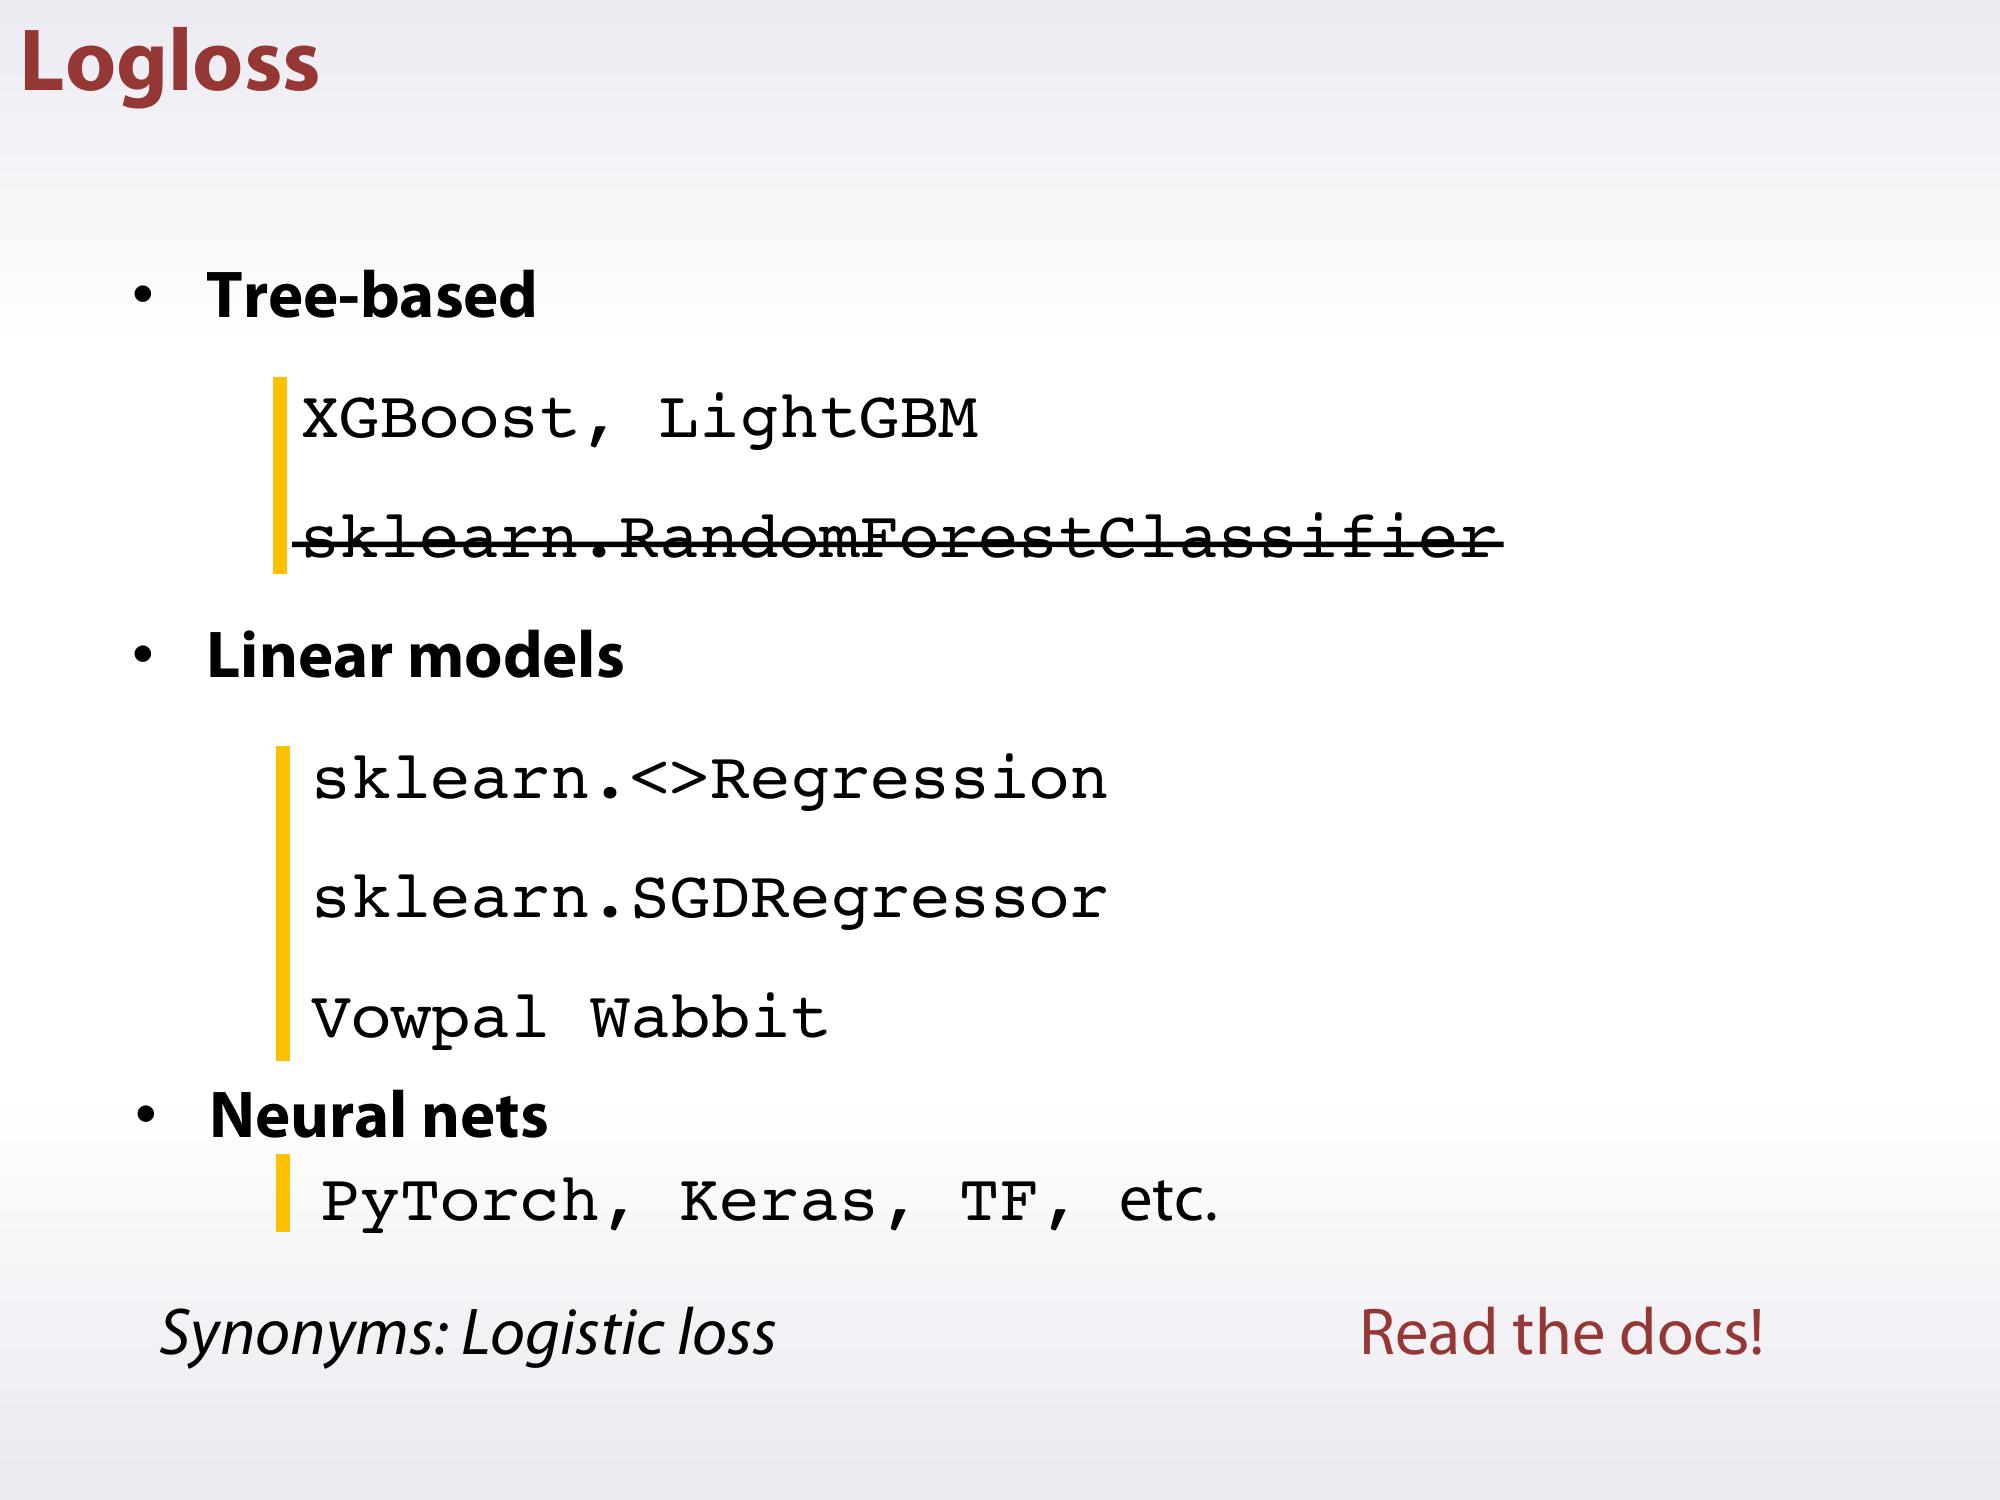 Logloss
• Tree-based
XGBoost, LightGBM
sklearn.RandomForestClassifier
• Linear models
sklearn.<>Regression
sklearn.SGDRegressor
Vowpal Wabbit
• Neural nets
PyTorch, Keras, TF, etc.
Synonyms: Logistic loss
Read the docs!